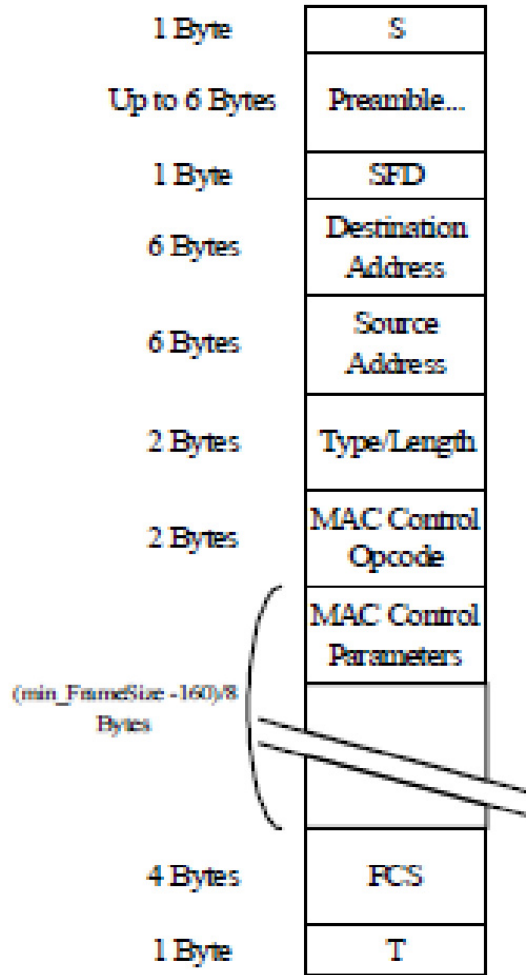 1 Byte S
Up to 6 Bytes Preamble...
1 Byte SFD
6 Bytes Destination
Address
6 Bytes Source
Address
2 Bytes Type/Length
2 Bytes MAC Control
Opcode
MAC Control
Parameters
(min_FrameSize -160)/8
Bytes
4 Bytes FCS
1 Byte T